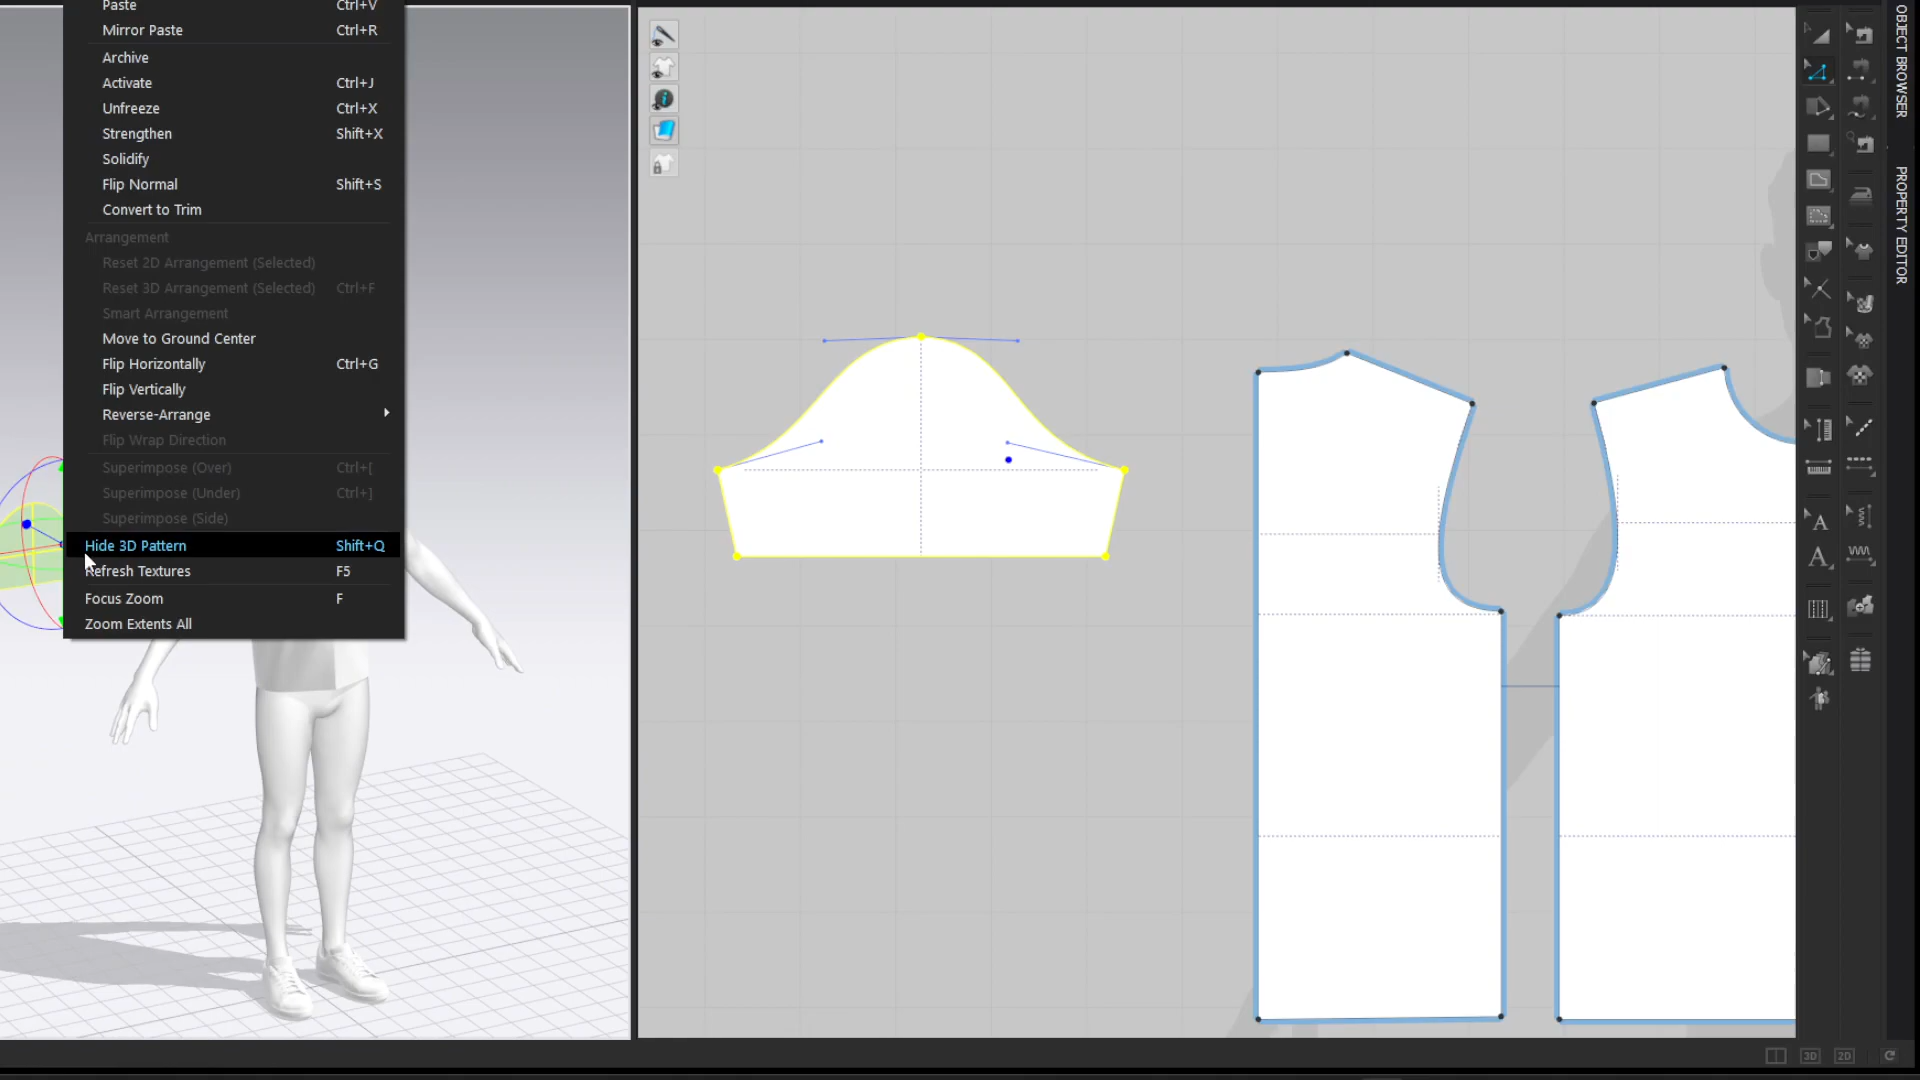 Paste Ctrl+V
Mirror Paste Ctrl+R
Archive
Activate Ctrl+J
Unfreeze Ctrl+X
Strengthen Shift+X
Solidify
Flip Normal Shift+S
Convert to Trim
Arrangement
Reset 2D Arrangement (Selected)
Reset 3D Arrangement (Selected) Ctrl+F
Smart Arrangement
Move to Ground Center
Flip Horizontally Ctrl+G
Flip Vertically
Reverse-Arrange
Flip Wrap Direction
Superimpose (Over) Ctrl+[
Superimpose (Under) Ctrl+]
Superimpose (Side)
Hide 3D Pattern Shift+Q
Refresh Textures F5
Focus Zoom F
Zoom Extents All
OBJECT BROWSER
PROPERTY EDITOR
A
A
3D 2D